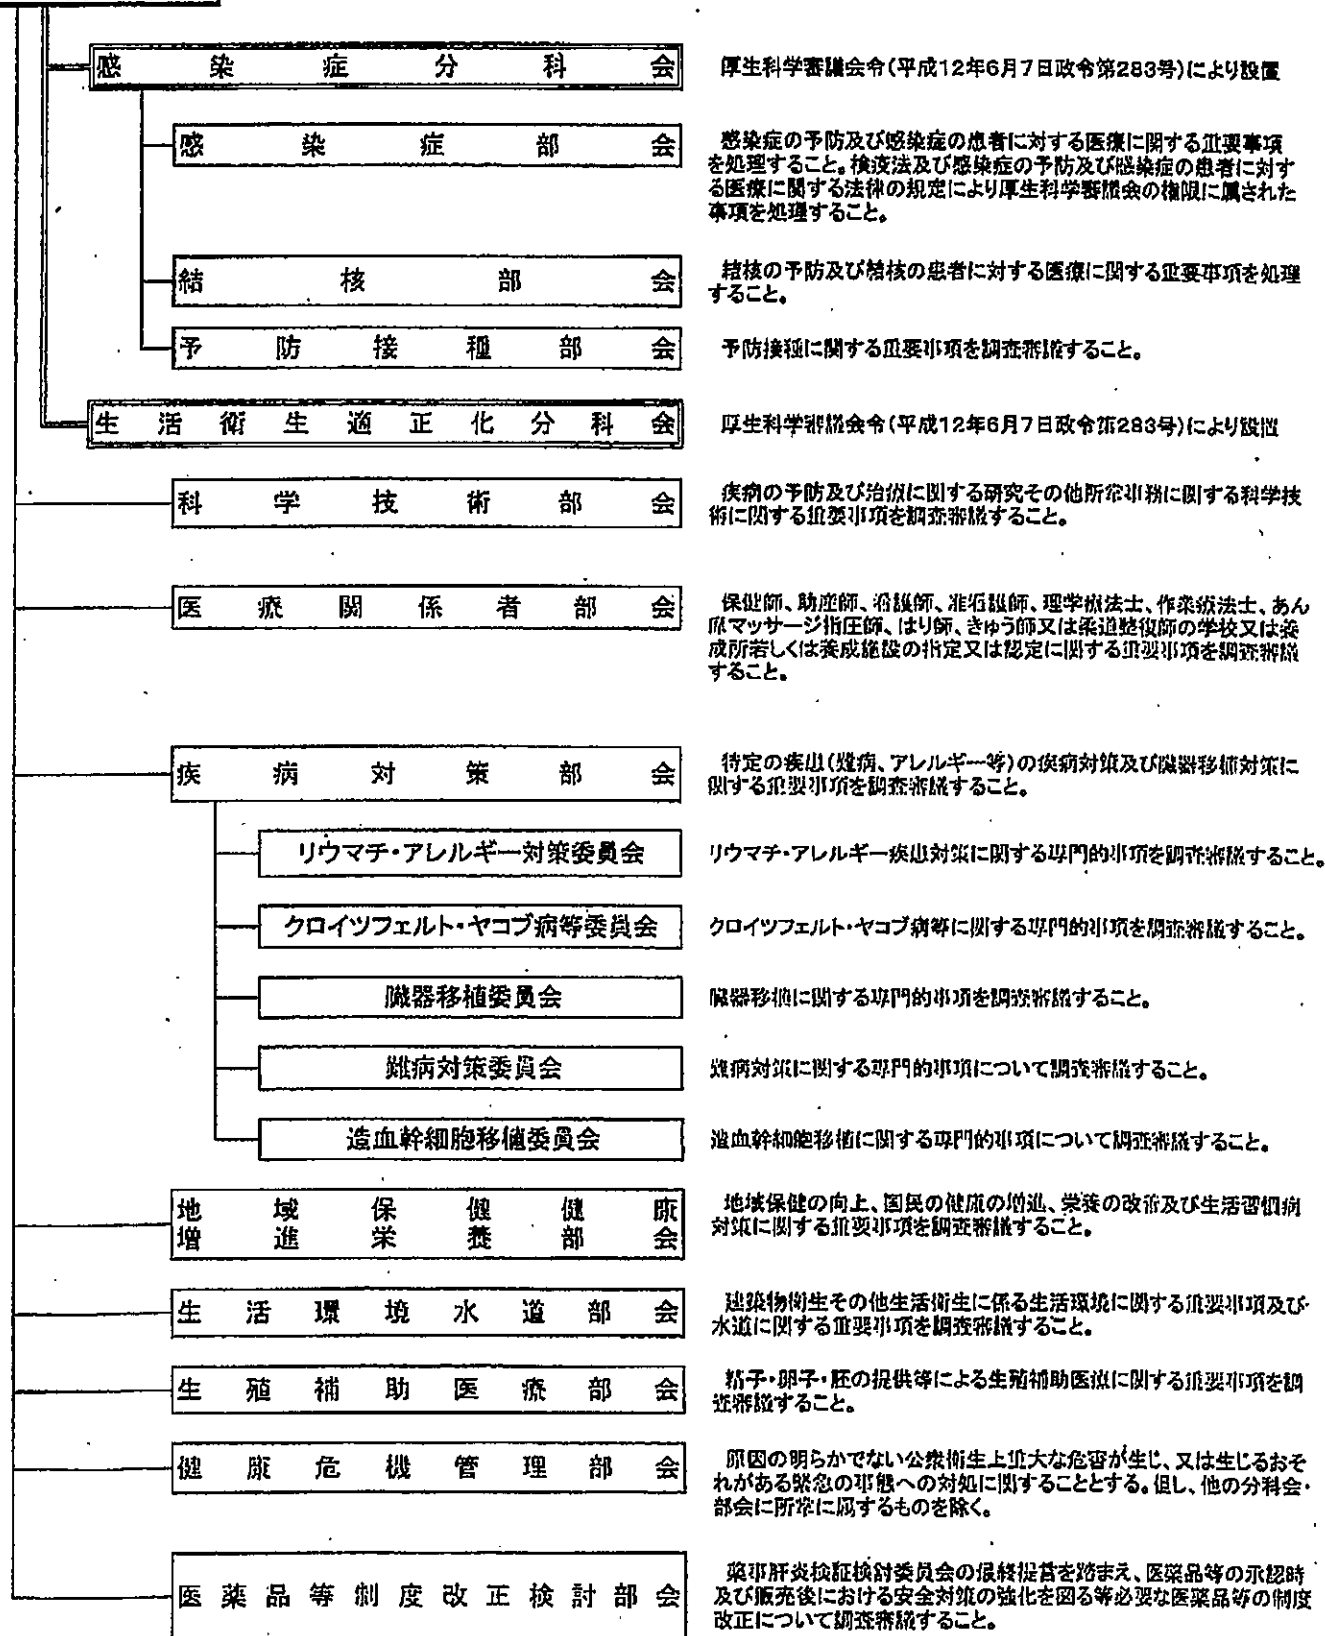 感染症分科会
厚生科学審議会令(平成12年6月7日政令第283号)により設置
感染症部会
感染症の予防及び感染症の患者に対する医療に関する重要事項
を処理すること。検疫法及び感染症の予防及び感染症の患者に対す
る医療に関する法律の規定により厚生科学審議会の権限に属された
事項を処理すること。
結核部会
結核の予防及び結核の患者に対する医療に関する重要事項を処理
すること。
予防接種部会
予防接種に関する重要事項を調査審議すること。
生活衛生適正化分科会
厚生科学審議会令(平成12年6月7日政令第283号)により設置
科学技術部会
疾病の予防及び治療に関する研究その他所掌事務に関する科学技
術に関する重要事項を調査審議すること。
医療関係者部会
保健師、助産師、看護師、准看護師、理学療法士、作業療法士、あん
摩マッサージ指圧師、はり師、きゅう師又は柔道整復師の学校又は養
成所若しくは養成施設の指定又は認定に関する重要事項を調査審議
すること。
疾病対策部会
特定の疾患(難病、アレルギー等)の疾病対策及び臓器移植対策に
関する重要事項を調査審議すること。
リウマチ・アレルギー対策委員会
リウマチ・アレルギー疾患対策に関する専門的事項を調査審議すること。
クロイツフェルト・ヤコブ病等委員会
クロイツフェルト・ヤコブ病等に関する専門的事項を調査審議すること。
臓器移植委員会
臓器移植に関する専門的事項を調査審議すること。
難病対策委員会
難病対策に関する専門的事項について調査審議すること。
造血幹細胞移植委員会
造血幹細胞移植に関する専門的事項について調査審議すること。
地域保健健康
増進栄養部会
地域保健の向上、国民の健康の増進、栄養の改善及び生活習慣病
対策に関する重要事項を調査審議すること。
生活環境水道部会
建築物衛生その他生活衛生に係る生活環境に関する重要事項及び
水道に関する重要事項を調査審議すること。
生殖補助医療部会
精子・卵子・胚の提供等による生殖補助医療に関する重要事項を調
査審議すること。
健康危機管理部会
原因の明らかでない公衆衛生上重大な危害が生じ、又は生じるおそ
れがある緊急の事態への対処に関することとする。但し、他の分科会・
部会に所掌に属するものを除く。
医薬品等制度改正検討部会
薬事肝炎検証検討委員会の最終提言を踏まえ、医薬品等の承認時
及び販売後における安全対策の強化を図る等必要な医薬品等の制度
改正について調査審議すること。